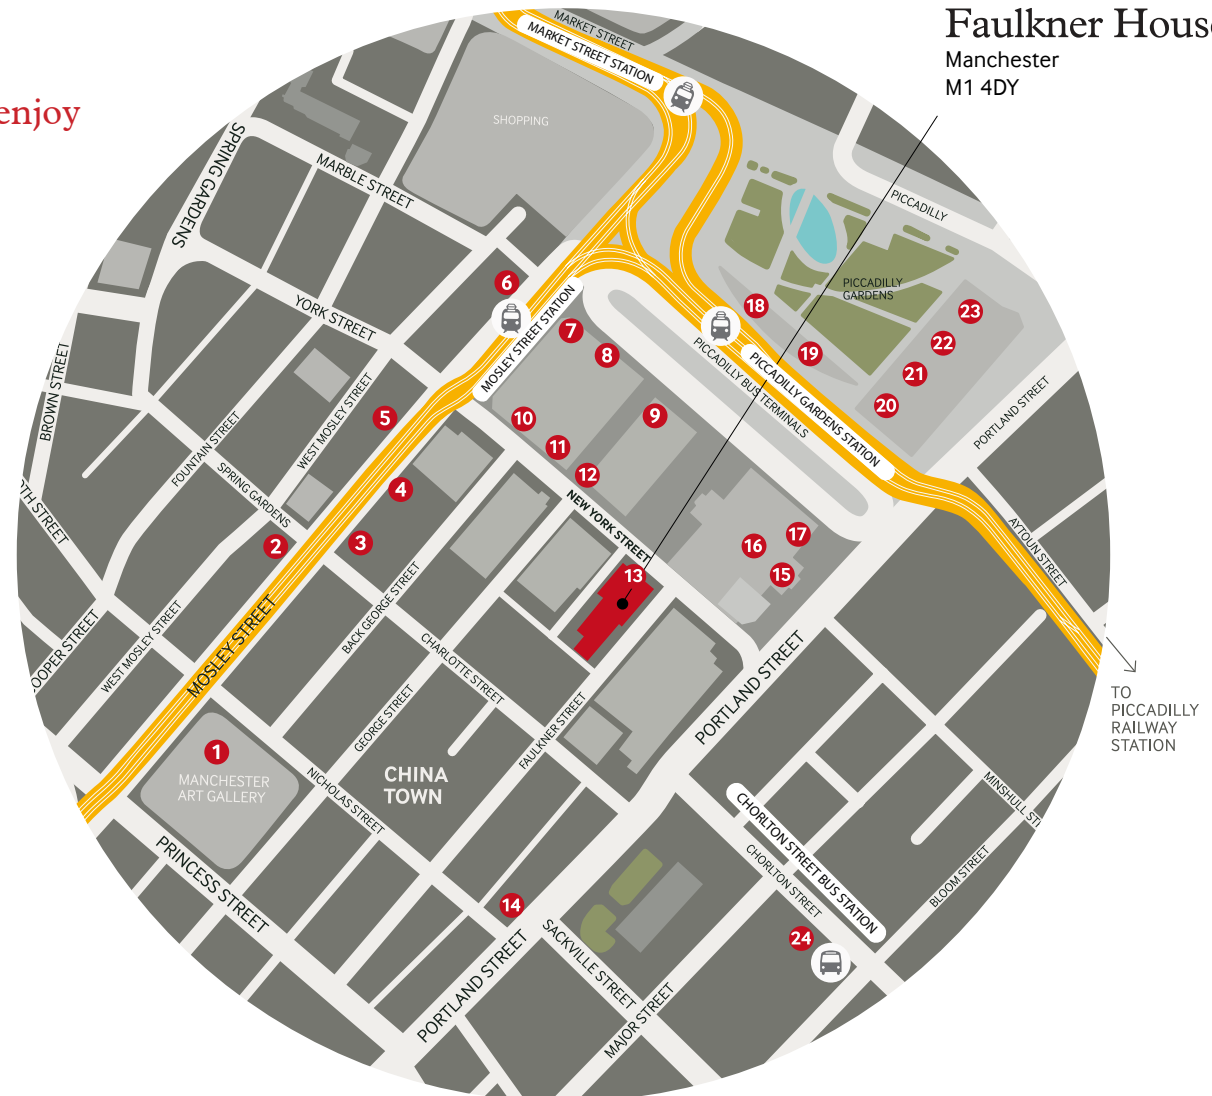 Faulkner Hous
Manchester
M1 4DY
enjoy
MARKET STREET
MARKET STREET STATION
SHOPPING
SPRING GARDENS
MARBLE STREET
PICCADILLY
YORK STREET
6
MOSLEY STREET STATION
7
8
18
19
PICCADILLY
GARDENS
23
22
21
20
PICCADILLY BUS TERMINALS
PICCADILLY GARDENS STATION
PORTLAND STREET
BROWN STREET
FOUNTAIN STREET
WEST MOSLEY STREET
5
10
11
12
9
SPRING GARDENS
4
NEW YORK STREET
17
16
15
AYTOUN STREET
OTH STREET
2
3
13
BACK GEORGE STREET
OOPER STREET
WEST MOSLEY STREET
MOSLEY STREET
CHARLOTTE STREET
GEORGE STREET
FAULKNER STREET
PORTLAND STREET
TO
PICCADILLY
RAILWAY
STATION
1
MANCHESTER
ART GALLERY
CHINA
TOWN
NICHOLAS STREET
MINSHULL ST
CHORLTON STREET BUS STATION
CHORLTON STREET
BLOOM STREET
PRINCESS STREET
14
24
PORTLAND STREET
SACKVILLE STREET
MAJOR STREET